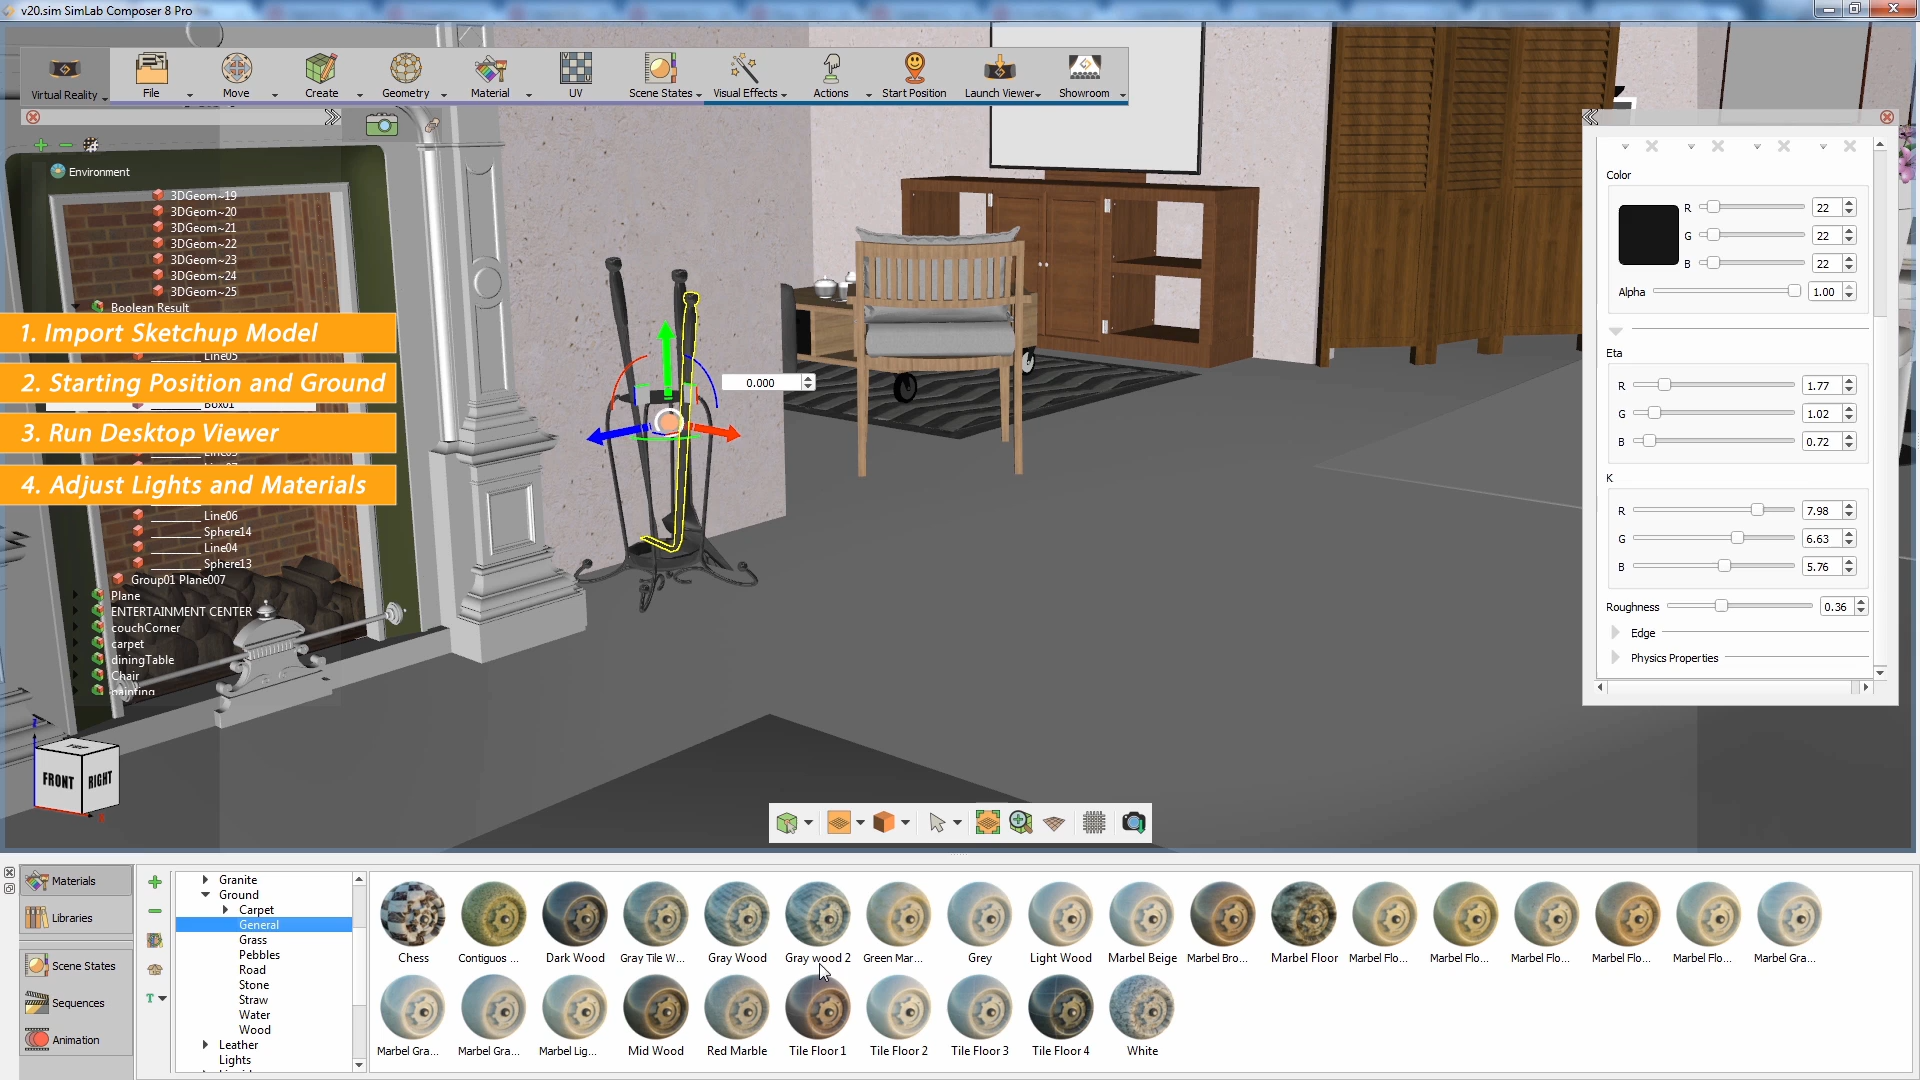 v20.sim SimLab Composer 8 Pro
Virtual Reality
File
Move
Create
Geometry
Material
UV
Scene States
Visual Effects
Actions
Start Position
Launch Viewer
Showroom
Environment
3DGeom~19
3DGeom~20
3DGeom~21
3DGeom~22
3DGeom~23
3DGeom~24
3DGeom~25
Boolean Result
1. Import Sketchup Model
Line05
2. Starting Position and Ground
Box01
3. Run Desktop Viewer
4. Adjust Lights and Materials
Line06
Sphere14
Line04
Sphere13
Group01 Plane007
Plane
ENTERTAINMENT CENTER
couchCorner
carpet
diningTable
Chair
painting
0.000
Color
R 22
G 22
B 22
Alpha 1.00
Eta
R 1.77
G 1.02
B 0.72
K
R 7.98
G 6.63
B 5.76
Roughness 0.36
Edge
Physics Properties
TOP
FRONT
RIGHT
Materials
Libraries
Scene States
Sequences
Animation
T
Granite
Ground
Carpet
General
Grass
Pebbles
Road
Stone
Straw
Water
Wood
Leather
Lights
Chess
Contiguos ...
Dark Wood
Gray Tile W...
Gray Wood
Gray wood 2
Green Mar...
Grey
Light Wood
Marbel Beige
Marbel Bro...
Marbel Floor
Marbel Flo...
Marbel Flo...
Marbel Flo...
Marbel Flo...
Marbel Flo...
Marbel Gra...
Marbel Gra...
Marbel Gra...
Marbel Lig...
Mid Wood
Red Marble
Tile Floor 1
Tile Floor 2
Tile Floor 3
Tile Floor 4
White